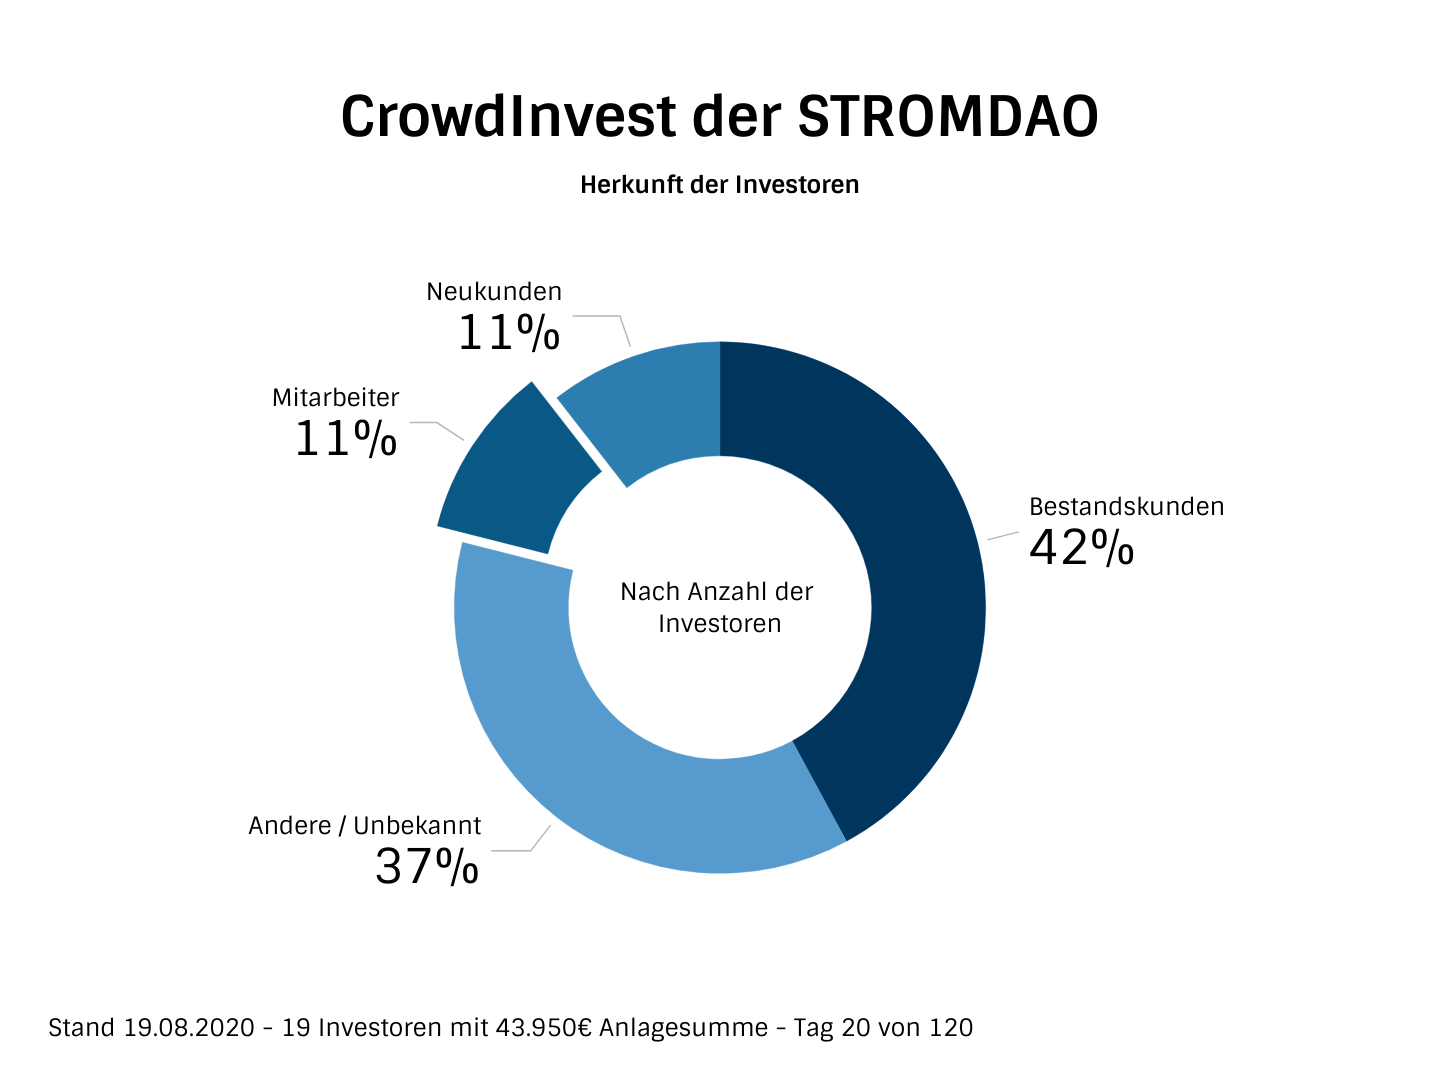 CrowdInvest der STROMDAO
Herkunft der Investoren
Neukunden
11%
Mitarbeiter
11%
Bestandskunden
42%
Nach Anzahl der
Investoren
Andere / Unbekannt
37%
Stand 19.08.2020 - 19 Investoren mit 43.950€ Anlagesumme - Tag 20 von 120